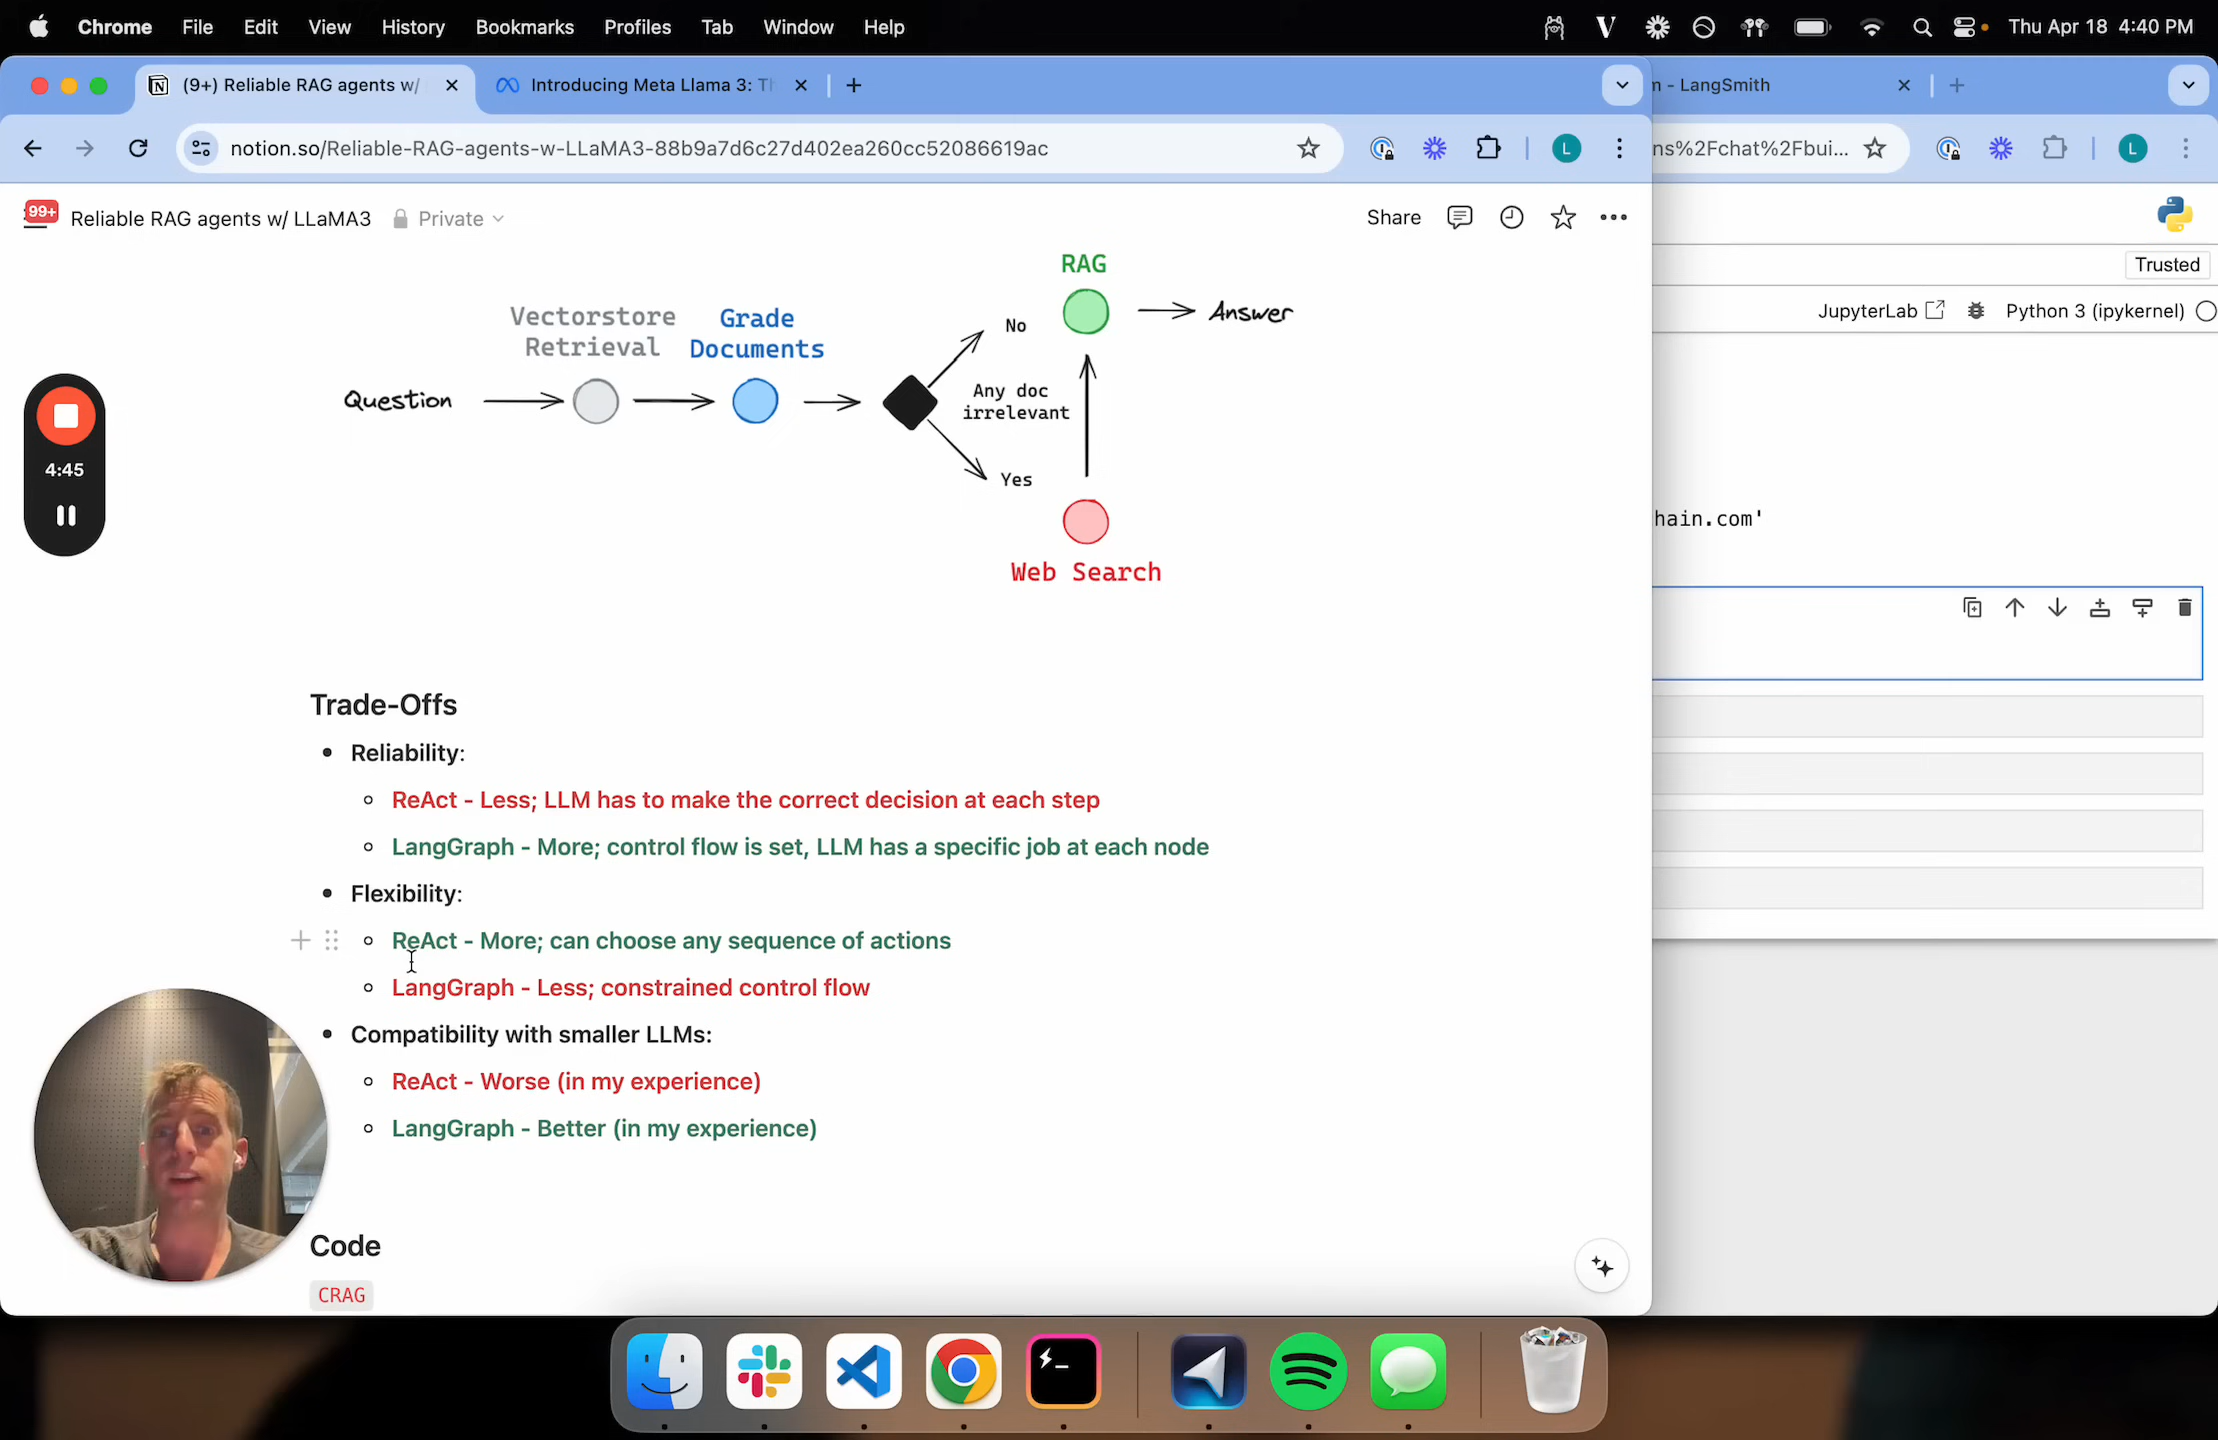 Chrome File Edit View History Bookmarks Profiles Tab Window Help
V
Thu Apr 18 4:40 PM
(9+) Reliable RAG agents w/
Introducing Meta Llama 3: Th
- LangSmith
notion.so/Reliable-RAG-agents-w-LLaMA3-88b9a7d6c27d402ea260cc52086619ac
L
ns%2Fchat%2Fbui...
L
99+
Reliable RAG agents w/ LLaMA3
Private
Share
Trusted
JupyterLab
Python 3 (ipykernel)
RAG
Vectorstore
Retrieval
Grade
Documents
No
Answer
Question
Any doc
irrelevant
Yes
Web Search
4:45
hain.com'
Trade-Offs
Reliability:
ReAct - Less; LLM has to make the correct decision at each step
LangGraph - More; control flow is set, LLM has a specific job at each node
Flexibility:
ReAct - More; can choose any sequence of actions
LangGraph - Less; constrained control flow
Compatibility with smaller LLMs:
ReAct - Worse (in my experience)
LangGraph - Better (in my experience)
Code
CRAG